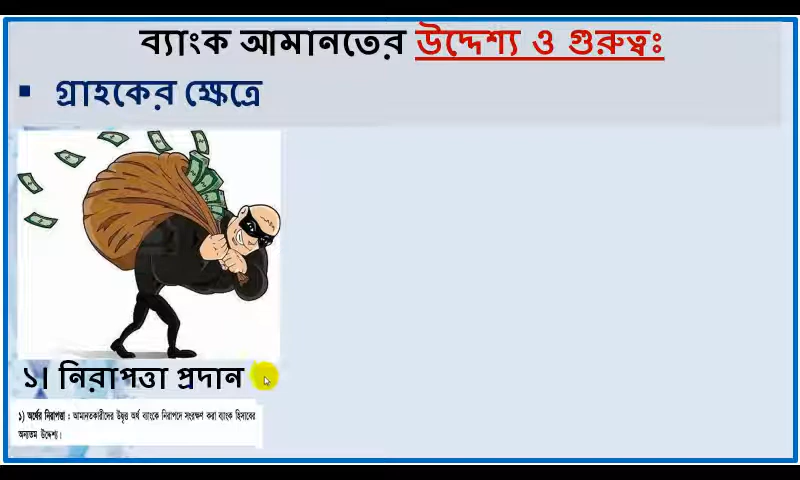 ব্যাংক আমানতের উদ্দেশ্য ও গুরুত্বঃ
▪ গ্রাহকের ক্ষেত্রে
১। নিরাপত্তা প্রদান
১) অর্থের নিরাপত্তা : আমানতকারীদের উদ্বৃত্ত অর্থ ব্যাংকে নিরাপদে সংরক্ষণ করা ব্যাংক হিসাবের
অন্যতম উদ্দেশ্য।